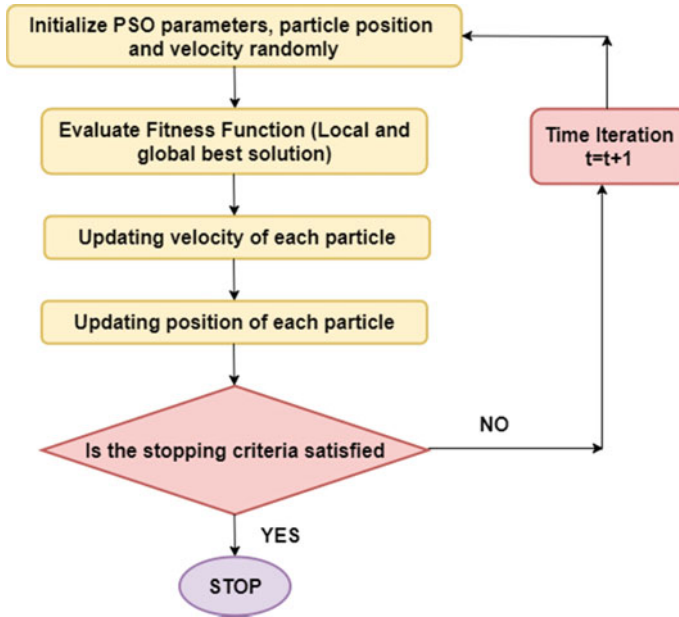 Initialize PSO parameters, particle position
and velocity randomly
Evaluate Fitness Function (Local and
global best solution)
Time Iteration
t=t+1
Updating velocity of each particle
Updating position of each particle
Is the stopping criteria satisfied
NO
YES
STOP